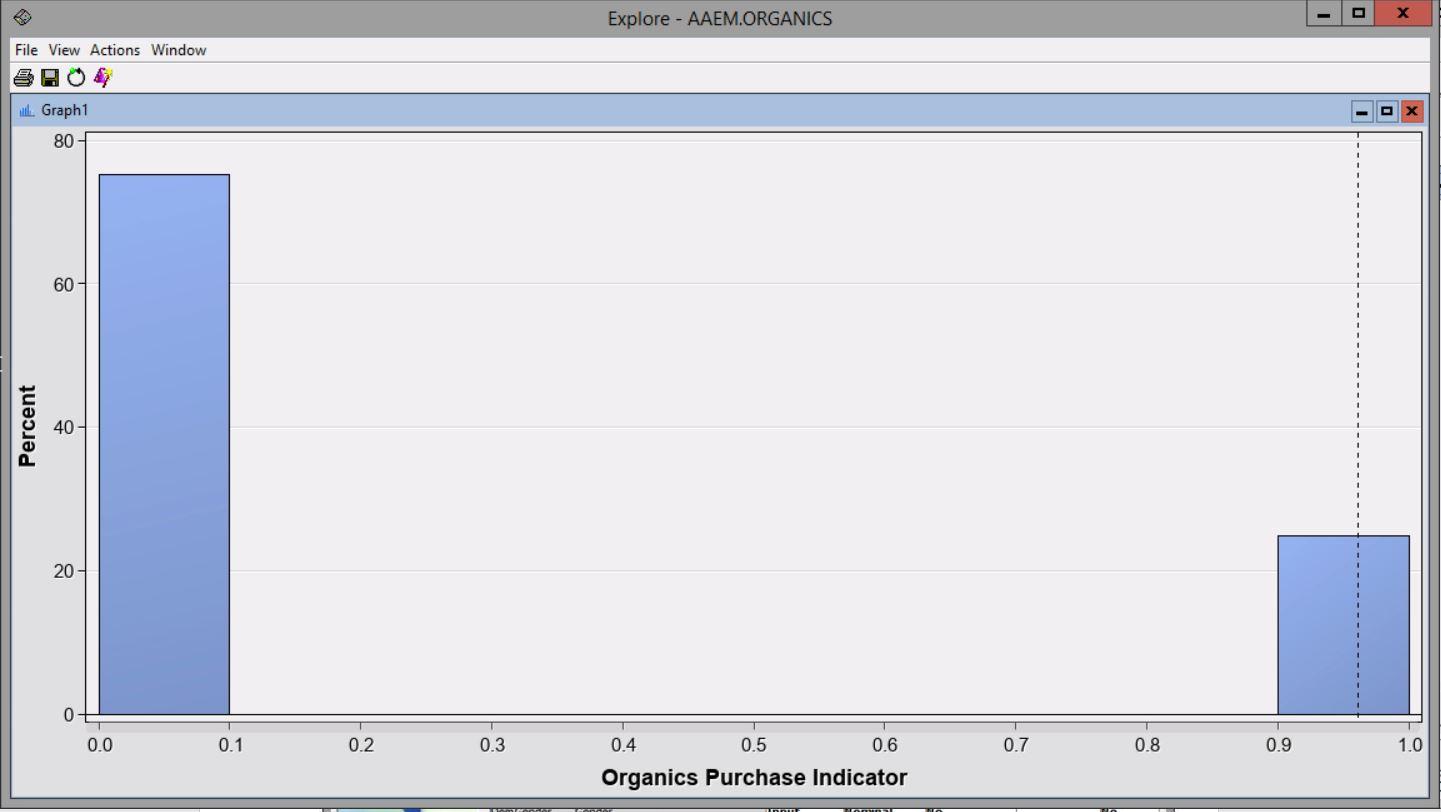 Explore - AAEM.ORGANICS
File View Actions Window
Graph1
80
60
40
20
0
Percent
0.0 0.1 0.2 0.3 0.4 0.5 0.6 0.7 0.8 0.9 1.0
Organics Purchase Indicator